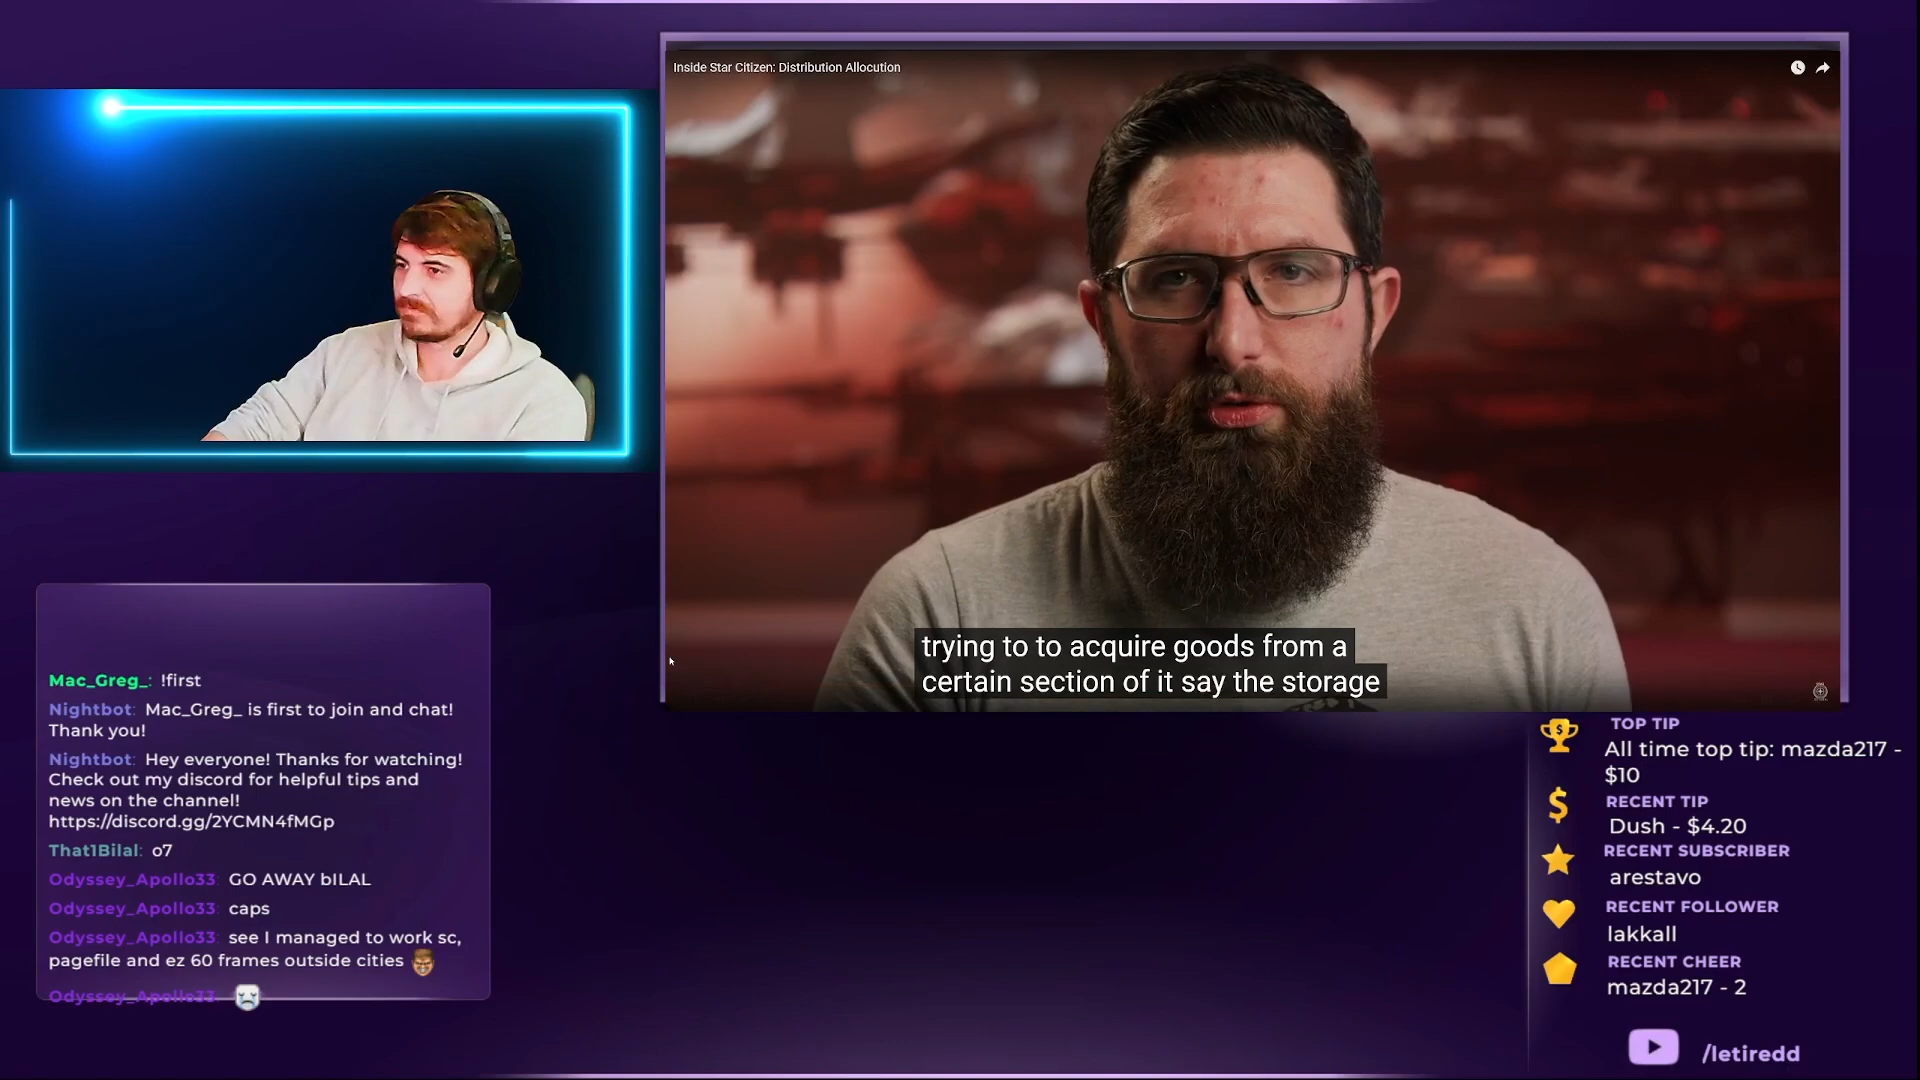 Inside Star Citizen: Distribution Allocution
trying to to acquire goods from a
certain section of it say the storage
Mac_Greg_: !first
Nightbot: Mac_Greg_ is first to join and chat!
Thank you!
Nightbot: Hey everyone! Thanks for watching!
Check out my discord for helpful tips and
news on the channel!
https://discord.gg/2YCMN4fMGp
That1Bilal: o7
Odyssey_Apollo33: GO AWAY bILAL
Odyssey_Apollo33: caps
Odyssey_Apollo33: see I managed to work sc,
pagefile and ez 60 frames outside cities
Odyssey_Apollo33:
TOP TIP
All time top tip: mazda217 -
$10
RECENT TIP
Dush - $4.20
RECENT SUBSCRIBER
arestavo
RECENT FOLLOWER
lakkall
RECENT CHEER
mazda217 - 2
/letiredd